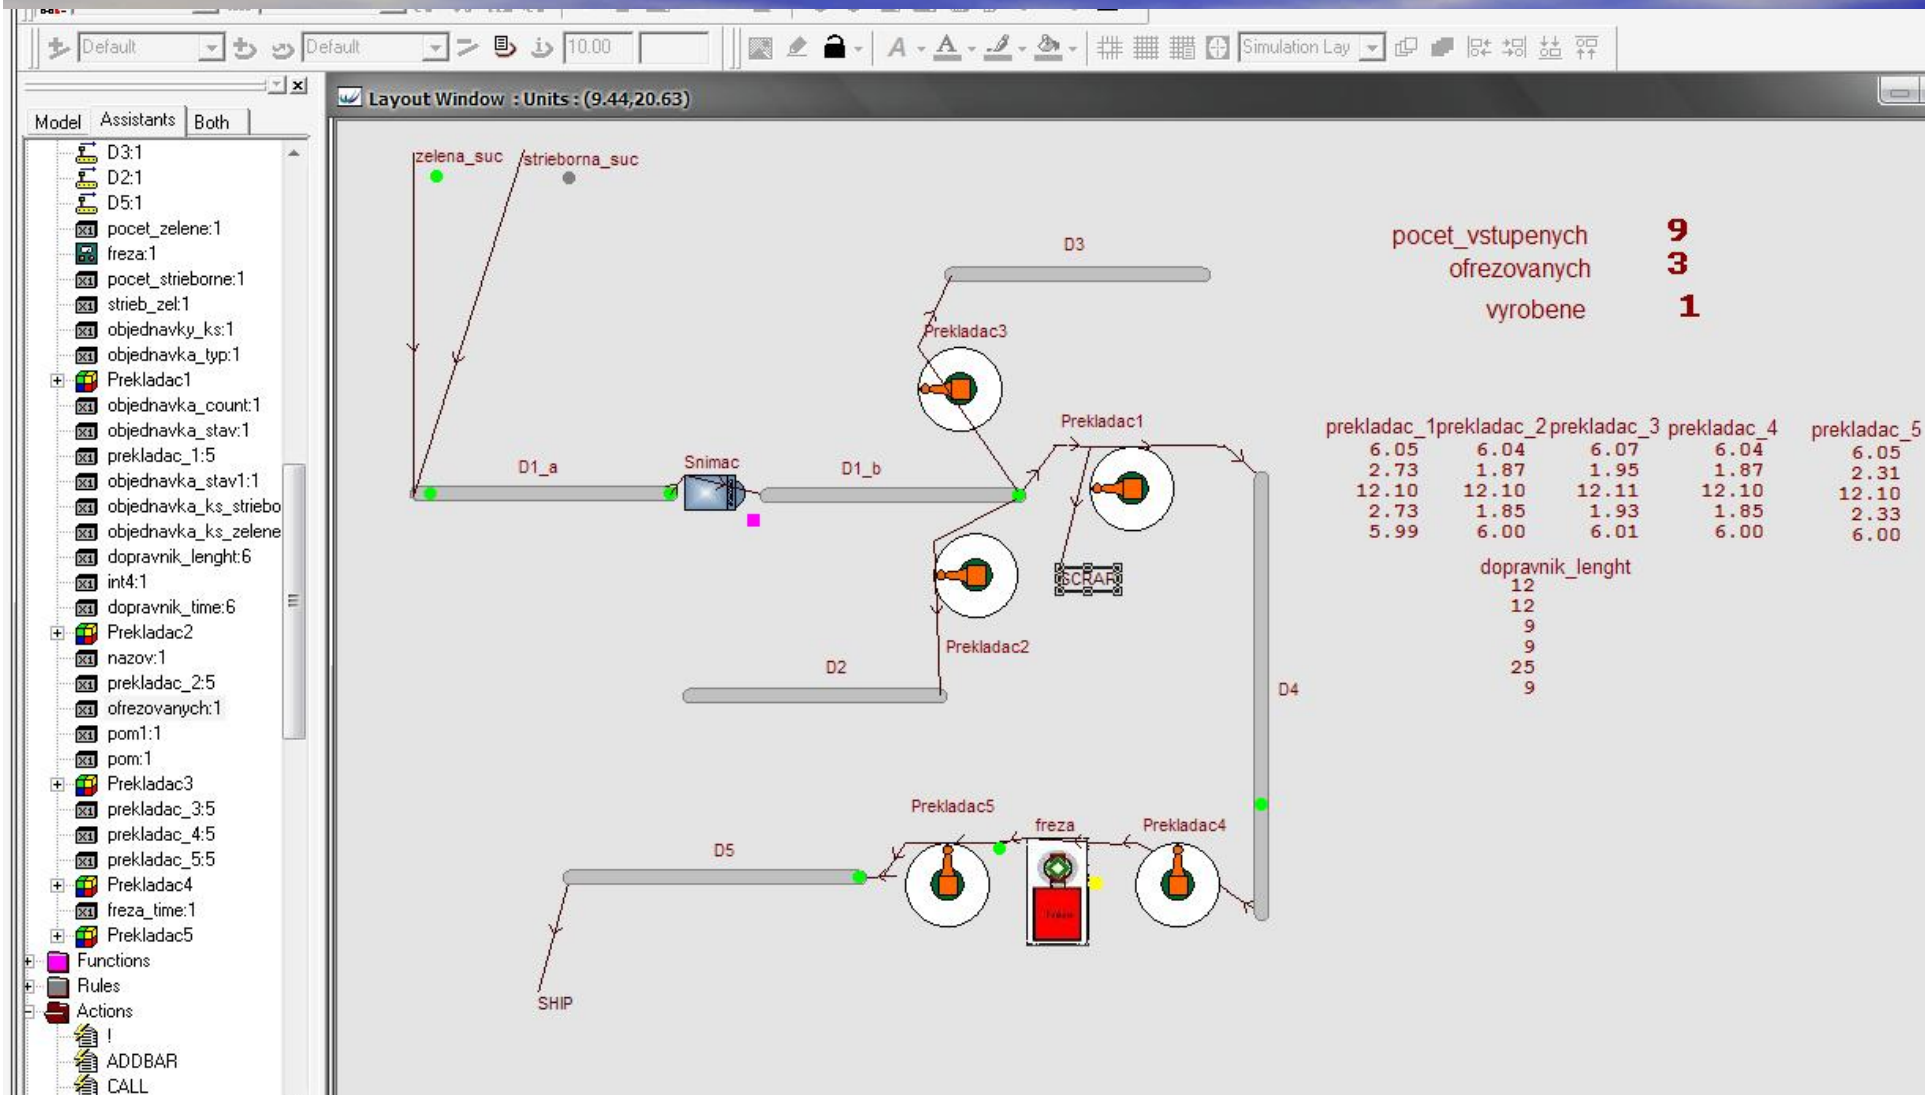 Default
Default
10.00
Simulation Lay
Layout Window : Units : (9.44,20.63)
Model
Assistants
Both
D3:1
D2:1
D5:1
pocet_zelene:1
freza:1
pocet_strieborne:1
strieb_zel:1
objednavky_ks:1
objednavka_typ:1
Prekladac1
objednavka_count:1
objednavka_stav:1
prekladac_1:5
objednavka_stav1:1
objednavka_ks_striebo
objednavka_ks_zelene
dopravnik_lenght:6
int4:1
dopravnik_time:6
Prekladac2
nazov:1
prekladac_2:5
ofrezovanych:1
pom1:1
pom:1
Prekladac3
prekladac_3:5
prekladac_4:5
prekladac_5:5
Prekladac4
freza_time:1
Prekladac5
Functions
Rules
Actions
!
ADDBAR
CALL
zelena_suc
strieborna_suc
D3
Prekladac3
Prekladac1
D1_a
Snimac
D1_b
SCRAP
Prekladac2
D2
D4
Prekladac5
freza
Prekladac4
D5
SHIP
pocet_vstupenych 9
ofrezovanych 3
vyrobene 1
prekladac_1 prekladac_2 prekladac_3 prekladac_4 prekladac_5
6.05 6.04 6.07 6.04 6.05
2.73 1.87 1.95 1.87 2.31
12.10 12.10 12.11 12.10 12.10
2.73 1.85 1.93 1.85 2.33
5.99 6.00 6.01 6.00 6.00
dopravnik_lenght
12
12
9
9
25
9